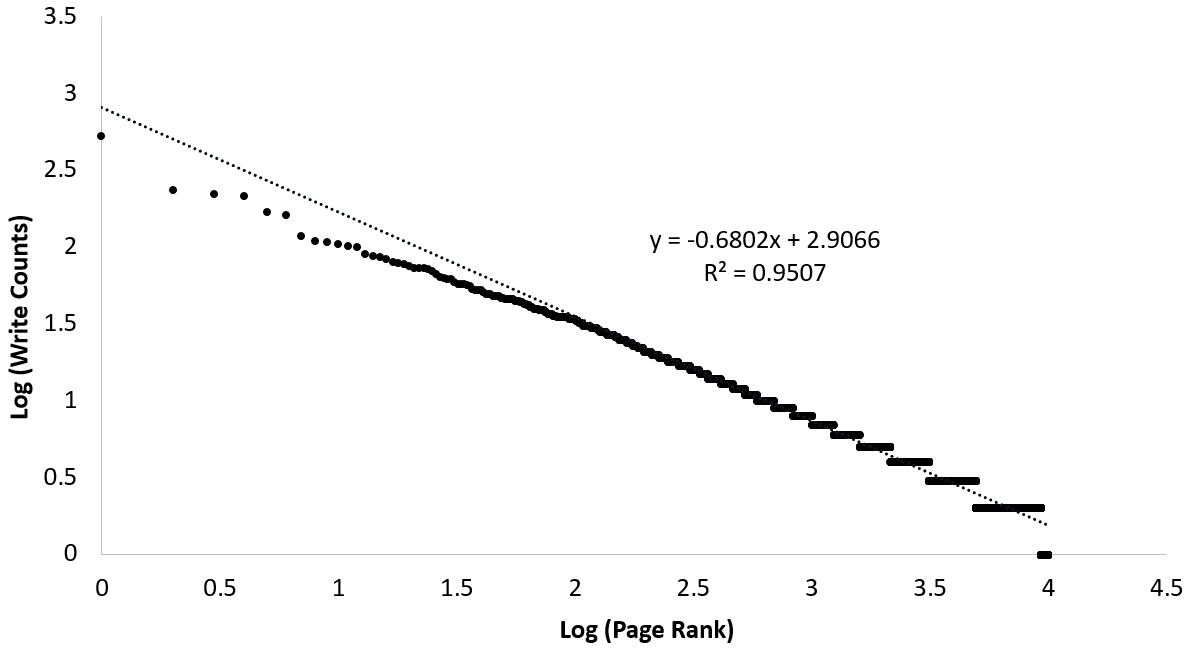 3.5
3
2.5
2
1.5
1
0.5
0
Log (Write Counts)
y = -0.6802x + 2.9066
R² = 0.9507
0 0.5 1 1.5 2 2.5 3 3.5 4 4.5
Log (Page Rank)